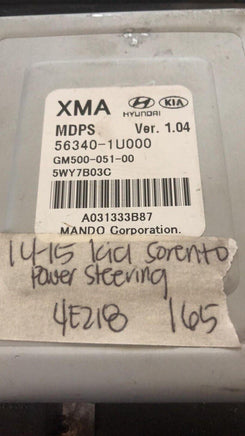 XMA HYUNDAI KIA
MDPS Ver. 1.04
56340-1U000
GM500-051-00
5WY7B03C
A031333B87
MANDO Corporation.
14-15 kia sorento
Power steering
4E218 165